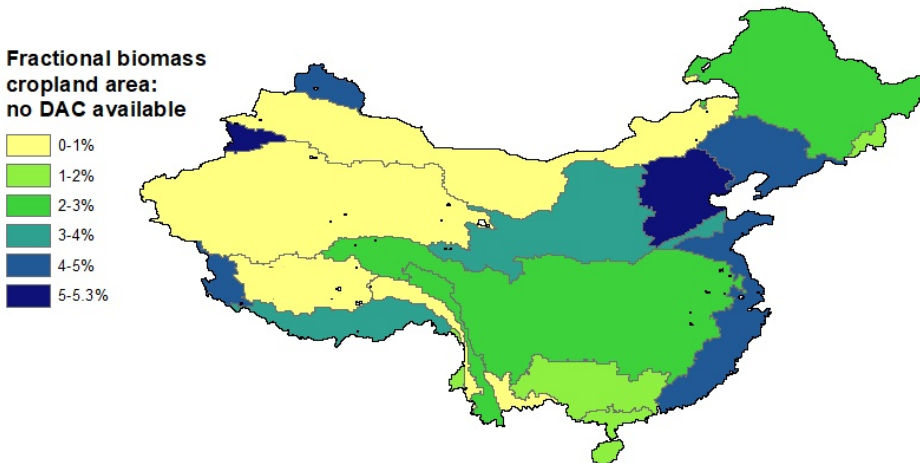 Fractional biomass
cropland area:
no DAC available
0-1%
1-2%
2-3%
3-4%
4-5%
5-5.3%